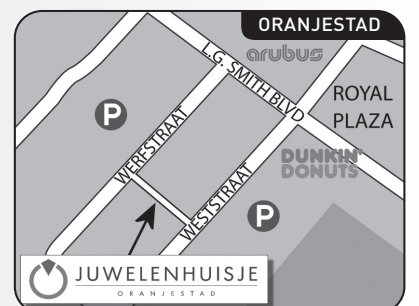 ORANJESTAD
arubus
L.G. SMITH BLVD
ROYAL
PLAZA
P
WERFSTRAAT
DUNKIN'
DONUTS
WESTSTRAAT
P
JUWELENHUISJE
ORANJESTAD